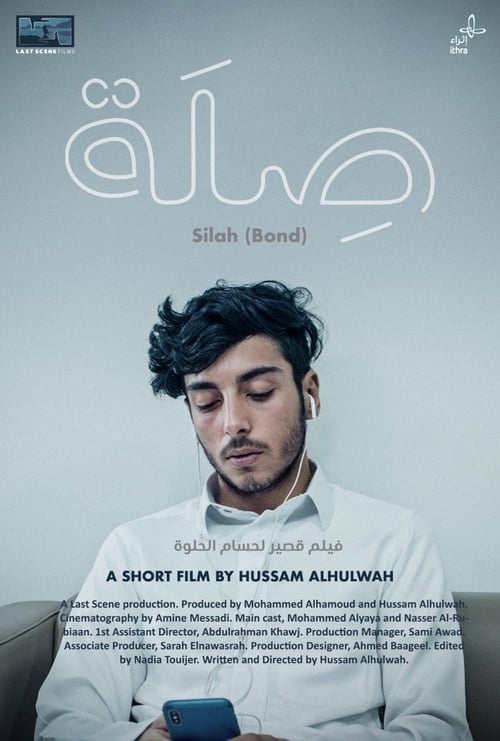 LAST SCENE FILMS
إثراء
ithra
صِلَة
Silah (Bond)
فيلم قصير لحسام الحلوة
A SHORT FILM BY HUSSAM ALHULWAH
A Last Scene production. Produced by Mohammed Alhamoud and Hussam Alhulwah.
Cinematography by Amine Messadi. Main cast, Mohammed Alyaya and Nasser Al-Ru-
biaan. 1st Assistant Director, Abdulrahman Khawj. Production Manager, Sami Awad.
Associate Producer, Sarah Elnawasrah. Production Designer, Ahmed Baageel. Edited
by Nadia Touijer. Written and Directed by Hussam Alhulwah.